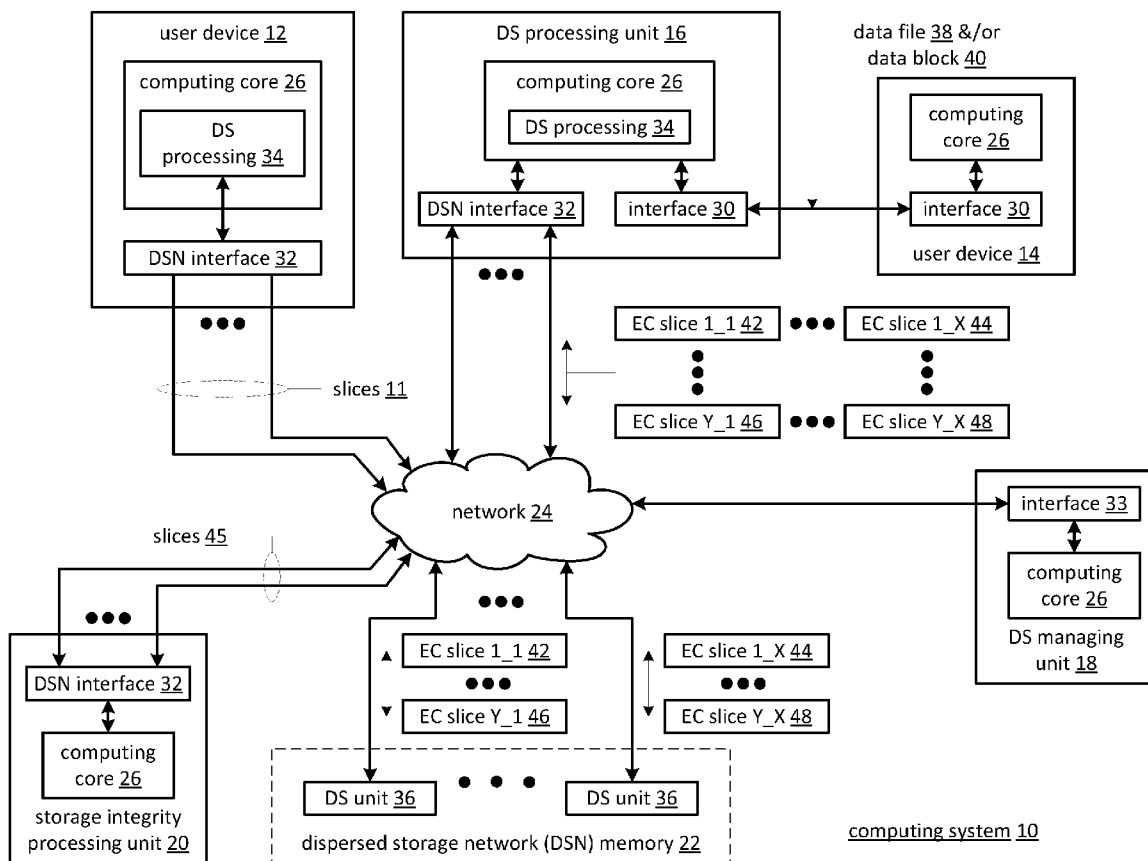 user device 12
computing core 26
DS
processing 34
DSN interface 32
DS processing unit 16
computing core 26
DS processing 34
DSN interface 32
interface 30
data file 38 &/or
data block 40
computing
core 26
interface 30
user device 14
slices 11
EC slice 1_1 42
EC slice 1_X 44
EC slice Y_1 46
EC slice Y_X 48
network 24
interface 33
computing
core 26
DS managing
unit 18
slices 45
DSN interface 32
computing
core 26
storage integrity
processing unit 20
EC slice 1_1 42
EC slice Y_1 46
EC slice 1_X 44
EC slice Y_X 48
DS unit 36
DS unit 36
dispersed storage network (DSN) memory 22
computing system 10